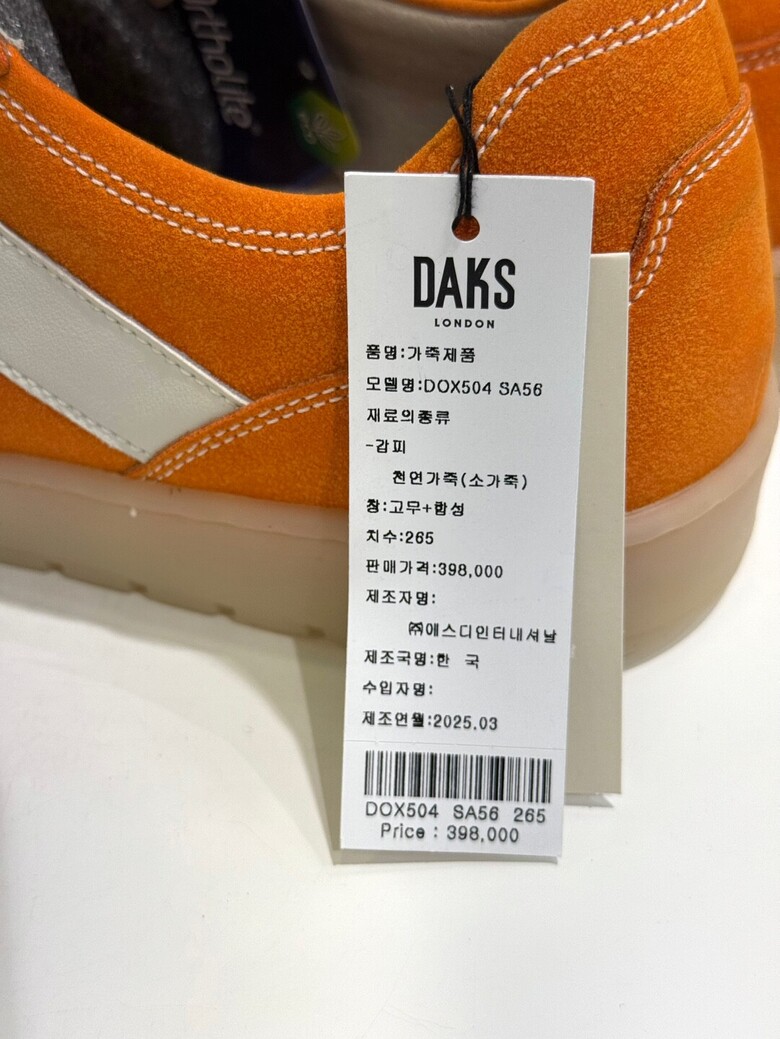 ortholite
DAKS
LONDON
품명:가죽제품
모델명:DOX504 SA56
재료의종류
-갑피
천연가죽(소가죽)
창:고무+합성
치수:265
판매가격:398,000
제조자명:
㈜애스디인터내셔날
제조국명:한 국
수입자명:
제조연월:2025.03
DOX504 SA56 265
Price : 398,000